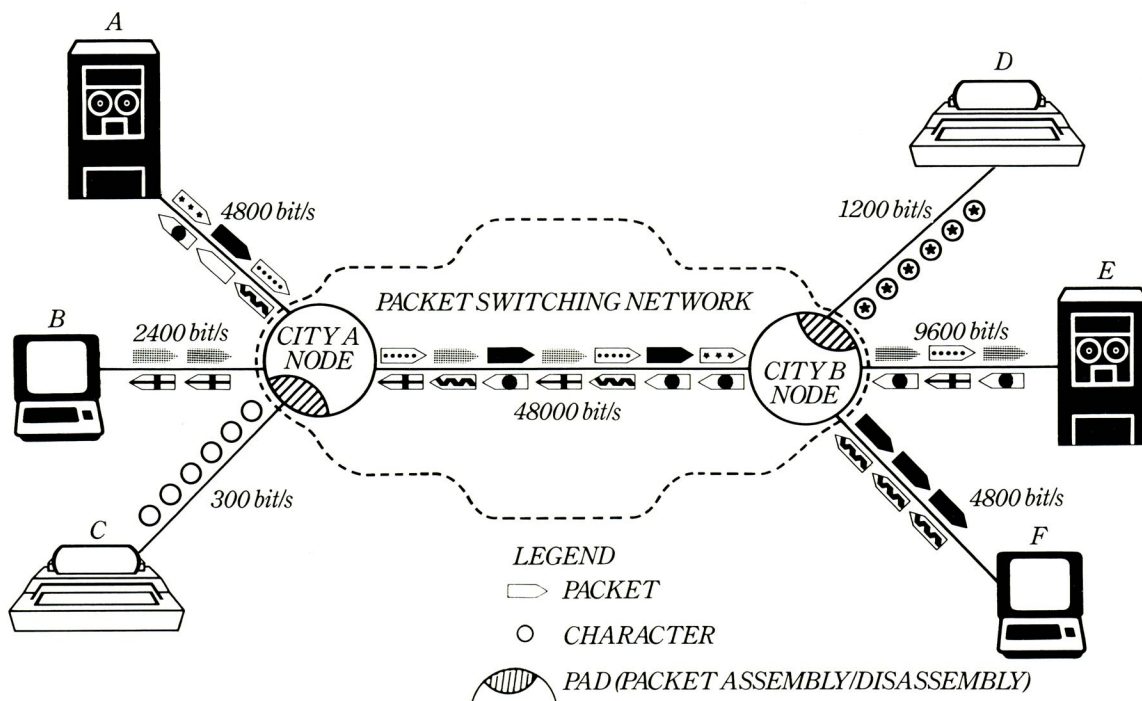 A
D
4800 bit/s
1200 bit/s
E
PACKET SWITCHING NETWORK
B
2400 bit/s
CITY A
NODE
9600 bit/s
CITY B
NODE
48000 bit/s
300 bit/s
4800 bit/s
C
F
LEGEND
PACKET
CHARACTER
PAD (PACKET ASSEMBLY/DISASSEMBLY)